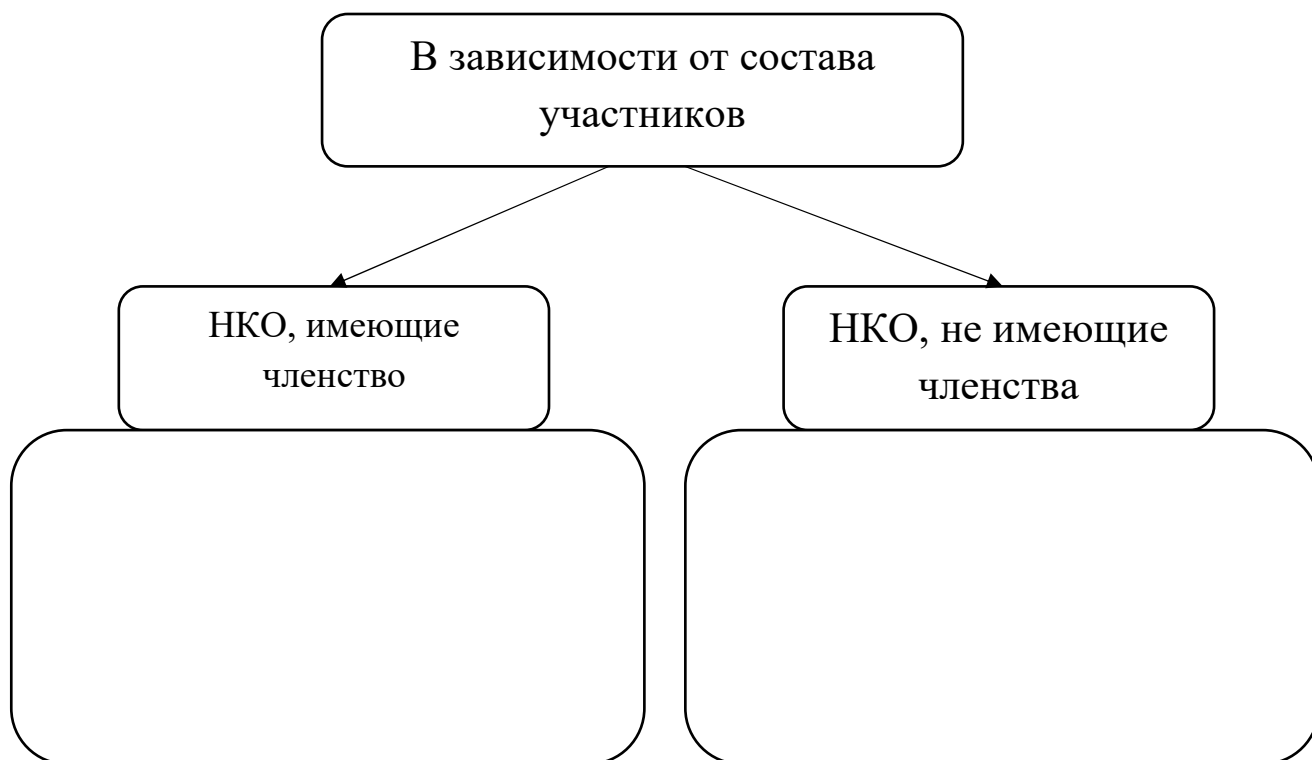 В зависимости от состава
участников
НКО, имеющие
членство
НКО, не имеющие
членства